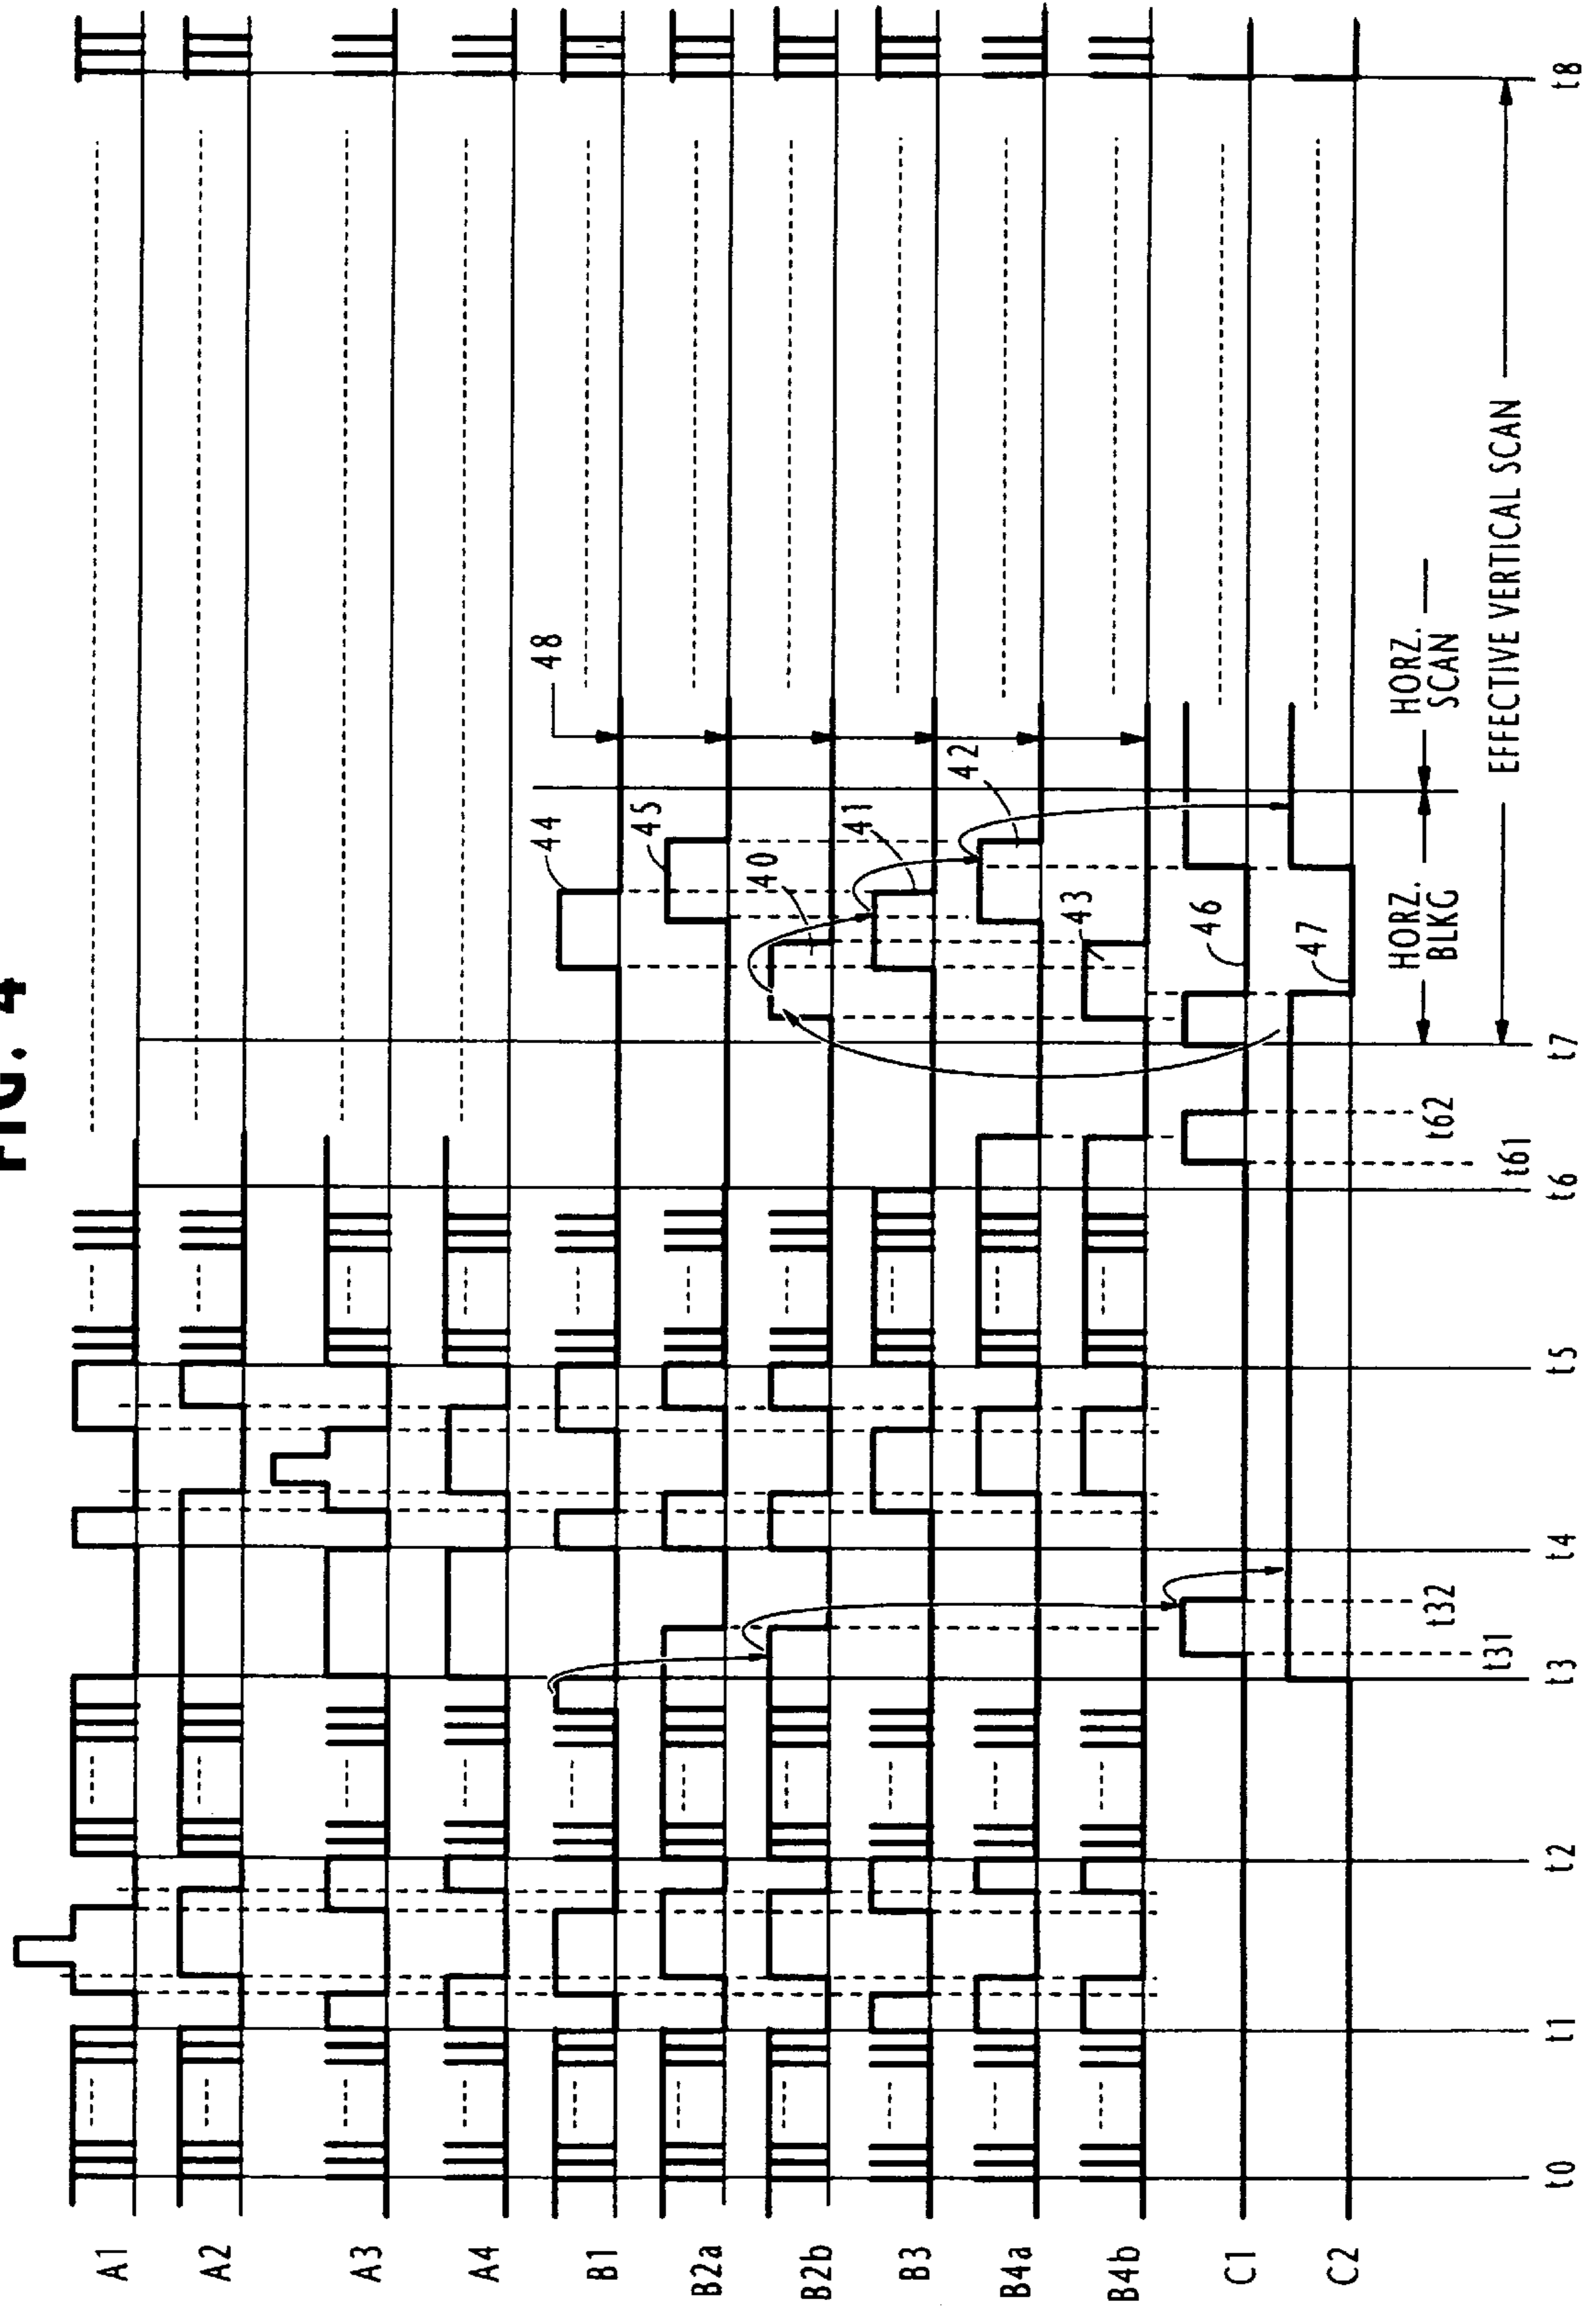 FIG. 4
A1
A2
A3
A4
B1
B2a
B2b
B3
B4a
B4b
C1
C2
44
45
40
41
42
43
46
47
48
HORZ.
BLKG
HORZ.
SCAN
EFFECTIVE VERTICAL SCAN
t31
t32
t61
t62
t0
t1
t2
t3
t4
t5
t6
t7
t8